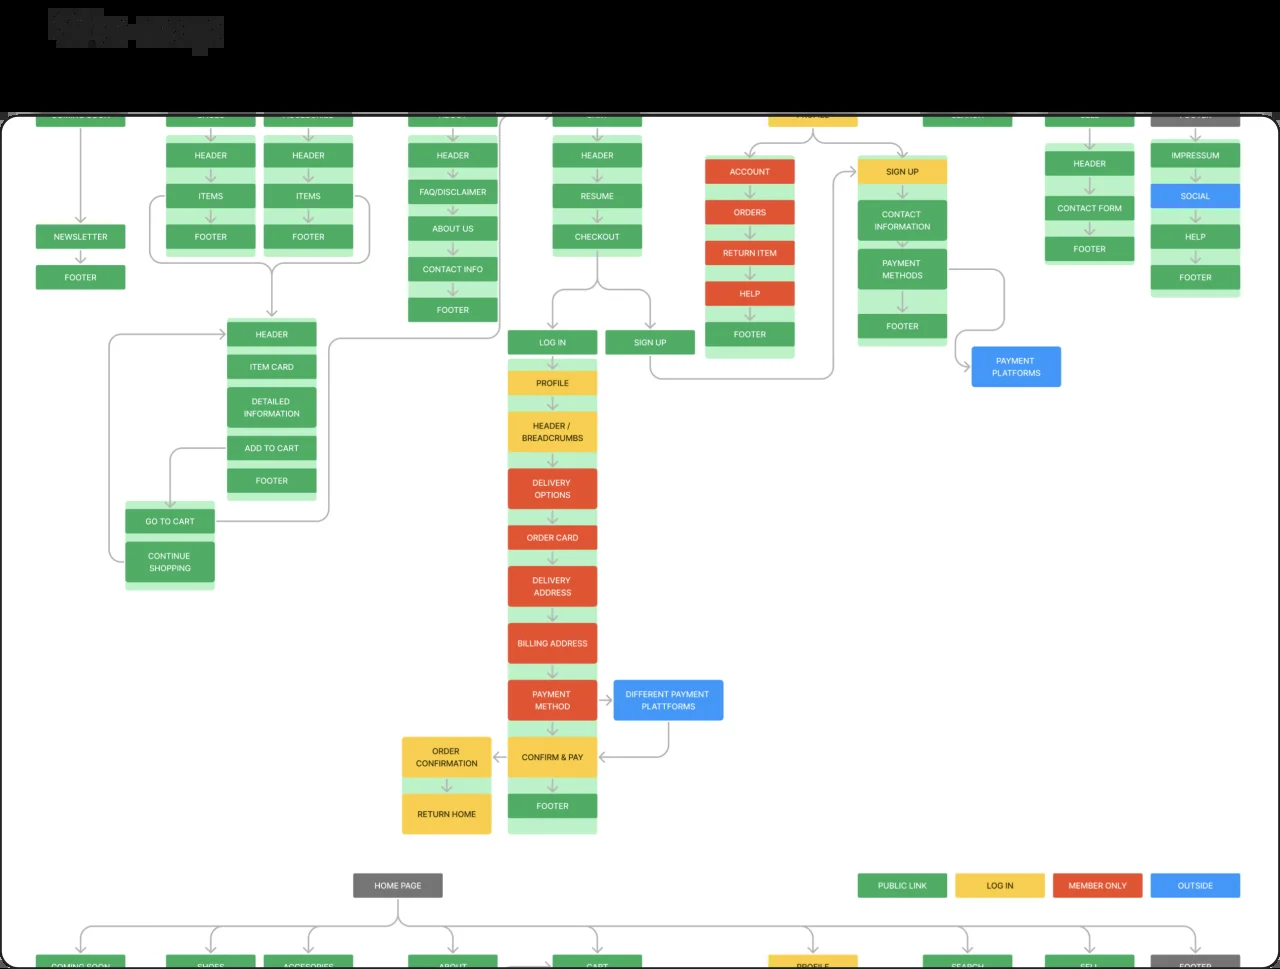 HEADER
ITEMS
FOOTER
HEADER
ITEMS
FOOTER
NEWSLETTER
FOOTER
HEADER
FAQ/DISCLAIMER
ABOUT US
CONTACT INFO
FOOTER
HEADER
RESUME
CHECKOUT
ACCOUNT
ORDERS
RETURN ITEM
HELP
FOOTER
SIGN UP
CONTACT
INFORMATION
PAYMENT
METHODS
FOOTER
PAYMENT
PLATFORMS
HEADER
CONTACT FORM
FOOTER
IMPRESSUM
SOCIAL
HELP
FOOTER
HEADER
ITEM CARD
DETAILED
INFORMATION
ADD TO CART
FOOTER
GO TO CART
CONTINUE
SHOPPING
LOG IN
SIGN UP
PROFILE
HEADER /
BREADCRUMBS
DELIVERY
OPTIONS
ORDER CARD
DELIVERY
ADDRESS
BILLING ADDRESS
PAYMENT
METHOD
DIFFERENT PAYMENT
PLATTFORMS
ORDER
CONFIRMATION
CONFIRM & PAY
RETURN HOME
FOOTER
HOME PAGE
PUBLIC LINK
LOG IN
MEMBER ONLY
OUTSIDE
COMING SOON
SHOES
ACCESORIES
ABOUT
CART
PROFILE
SEARCH
SELL
FOOTER